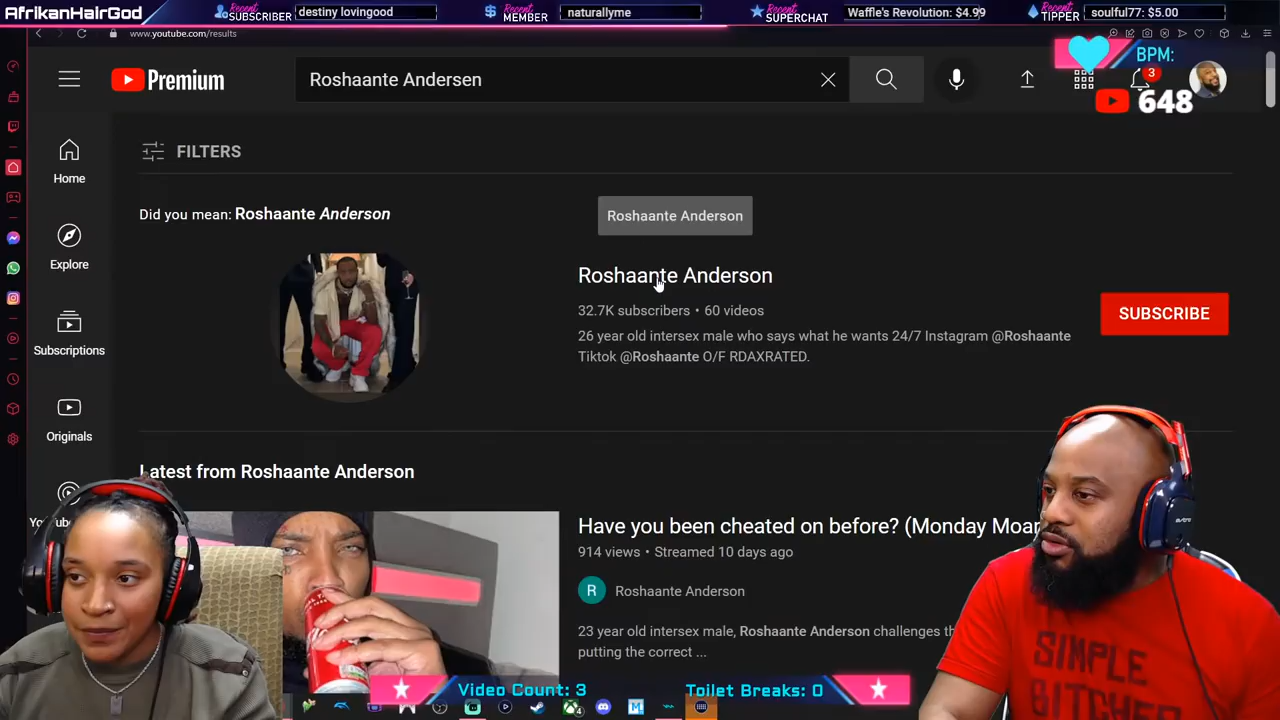 AfrikanHairGod
Recent SUBSCRIBER
destiny lovingood
Recent MEMBER
naturallyme
Recent SUPERCHAT
Waffle's Revolution: $4.99
Recent TIPPER
soulful77: $5.00
www.youtube.com/results
BPM:
Premium
Roshaante Andersen
3
648
FILTERS
Home
Did you mean: Roshaante Anderson
Roshaante Anderson
Explore
Roshaante Anderson
32.7K subscribers • 60 videos
SUBSCRIBE
26 year old intersex male who says what he wants 24/7 Instagram @Roshaante
Tiktok @Roshaante O/F RDAXRATED.
Subscriptions
Originals
Latest from Roshaante Anderson
Have you been cheated on before? (Monday Moan
914 views • Streamed 10 days ago
R
Roshaante Anderson
23 year old intersex male, Roshaante Anderson challenges th
putting the correct ...
SIMPLE
Video Count: 3
Toilet Breaks: 0